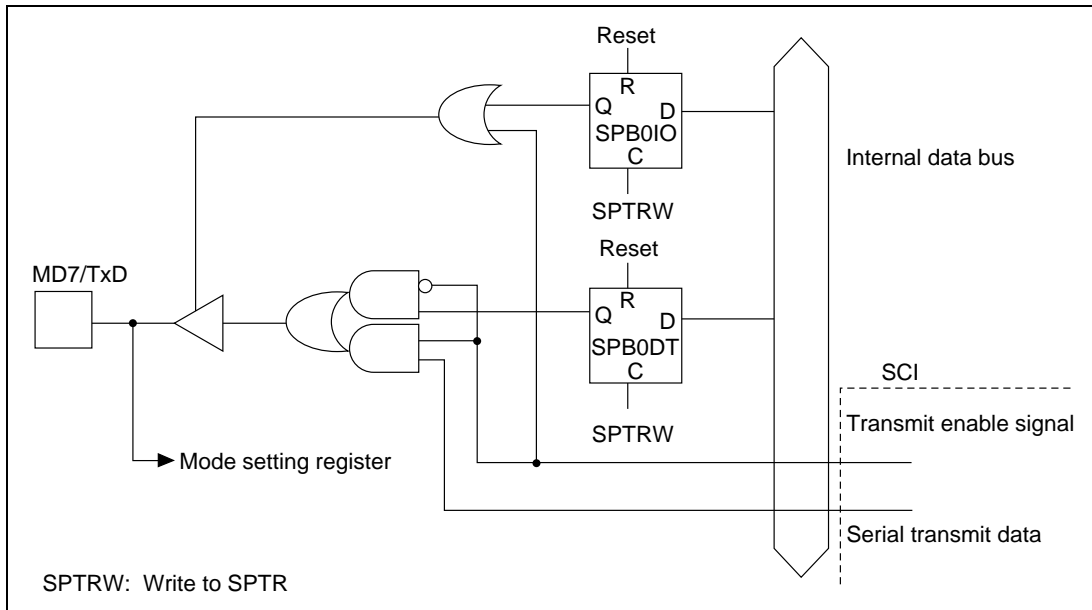 Reset
R
Q
D
SPB0IO
C
Internal data bus
SPTRW
Reset
MD7/TxD
R
Q
D
SPB0DT
C
SCI
SPTRW
Transmit enable signal
Mode setting register
Serial transmit data
SPTRW: Write to SPTR